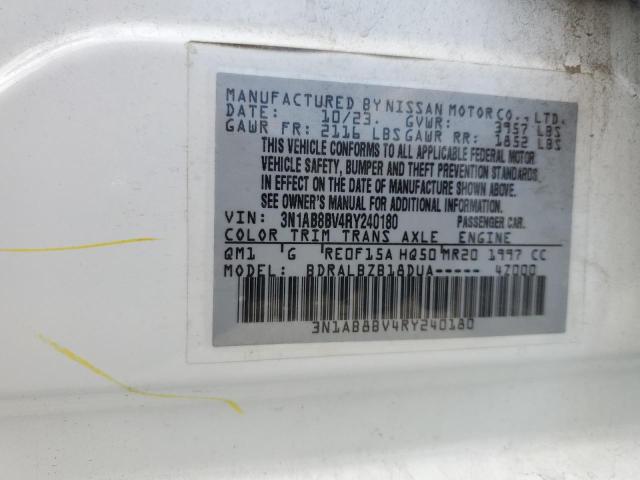 MANUFACTURED BY NISSAN MOTOR CO., LTD.
DATE: 10/23. GVWR: 3957 LBS
GAWR FR: 2116 LBS GAWR RR: 1852 LBS
THIS VEHICLE CONFORMS TO ALL APPLICABLE FEDERAL MOTOR
VEHICLE SAFETY, BUMPER AND THEFT PREVENTION STANDARDS
IN EFFECT ON THE DATE OF MANUFACTURE SHOWN ABOVE.
SEE OWNER'S MANUAL FOR ADDITIONAL INFORMATION.
VIN: 3N1AB8BV4RY240180 PASSENGER CAR.
COLOR TRIM TRANS AXLE ENGINE
QM1 G RE0F15A HQ50 MR20 1997 CC
MODEL: BDRALBZB18DUA----- 4Z000
3N1AB8BV4RY240180